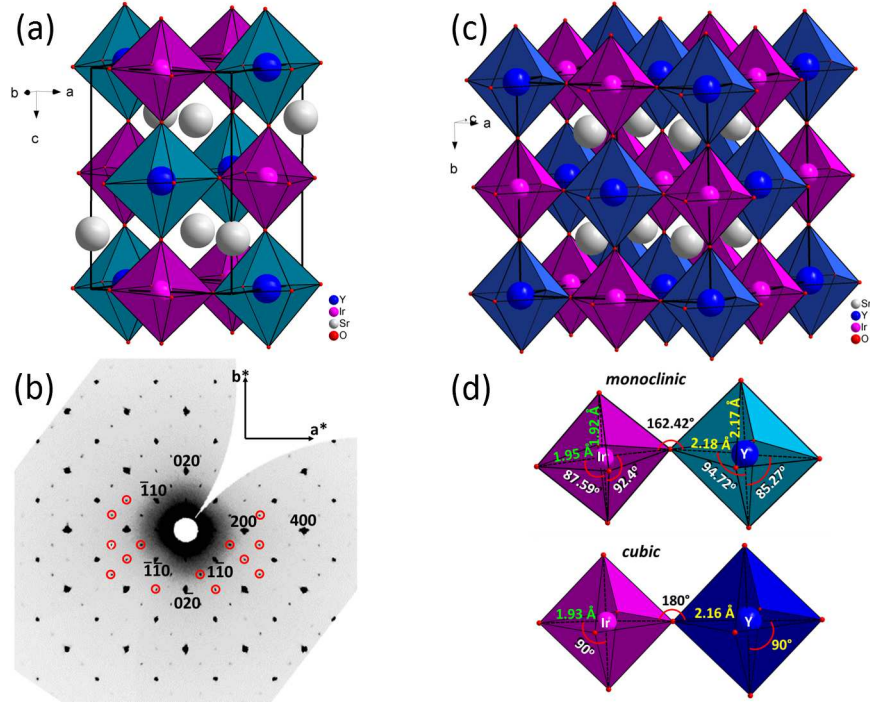 (a)
b
a
c
Y
Ir
Sr
O
(b)
b*
a*
020
1̅10
200
400
1̅1̅0
11̅0
02̅0
(c)
c
a
b
Sr
Y
Ir
O
(d)
monoclinic
1.92 Å
1.95 Å
Ir
87.59°
92.4°
162.42°
2.17 Å
2.18 Å
Y
94.72°
85.27°
cubic
1.93 Å
Ir
90°
180°
2.16 Å
Y
90°